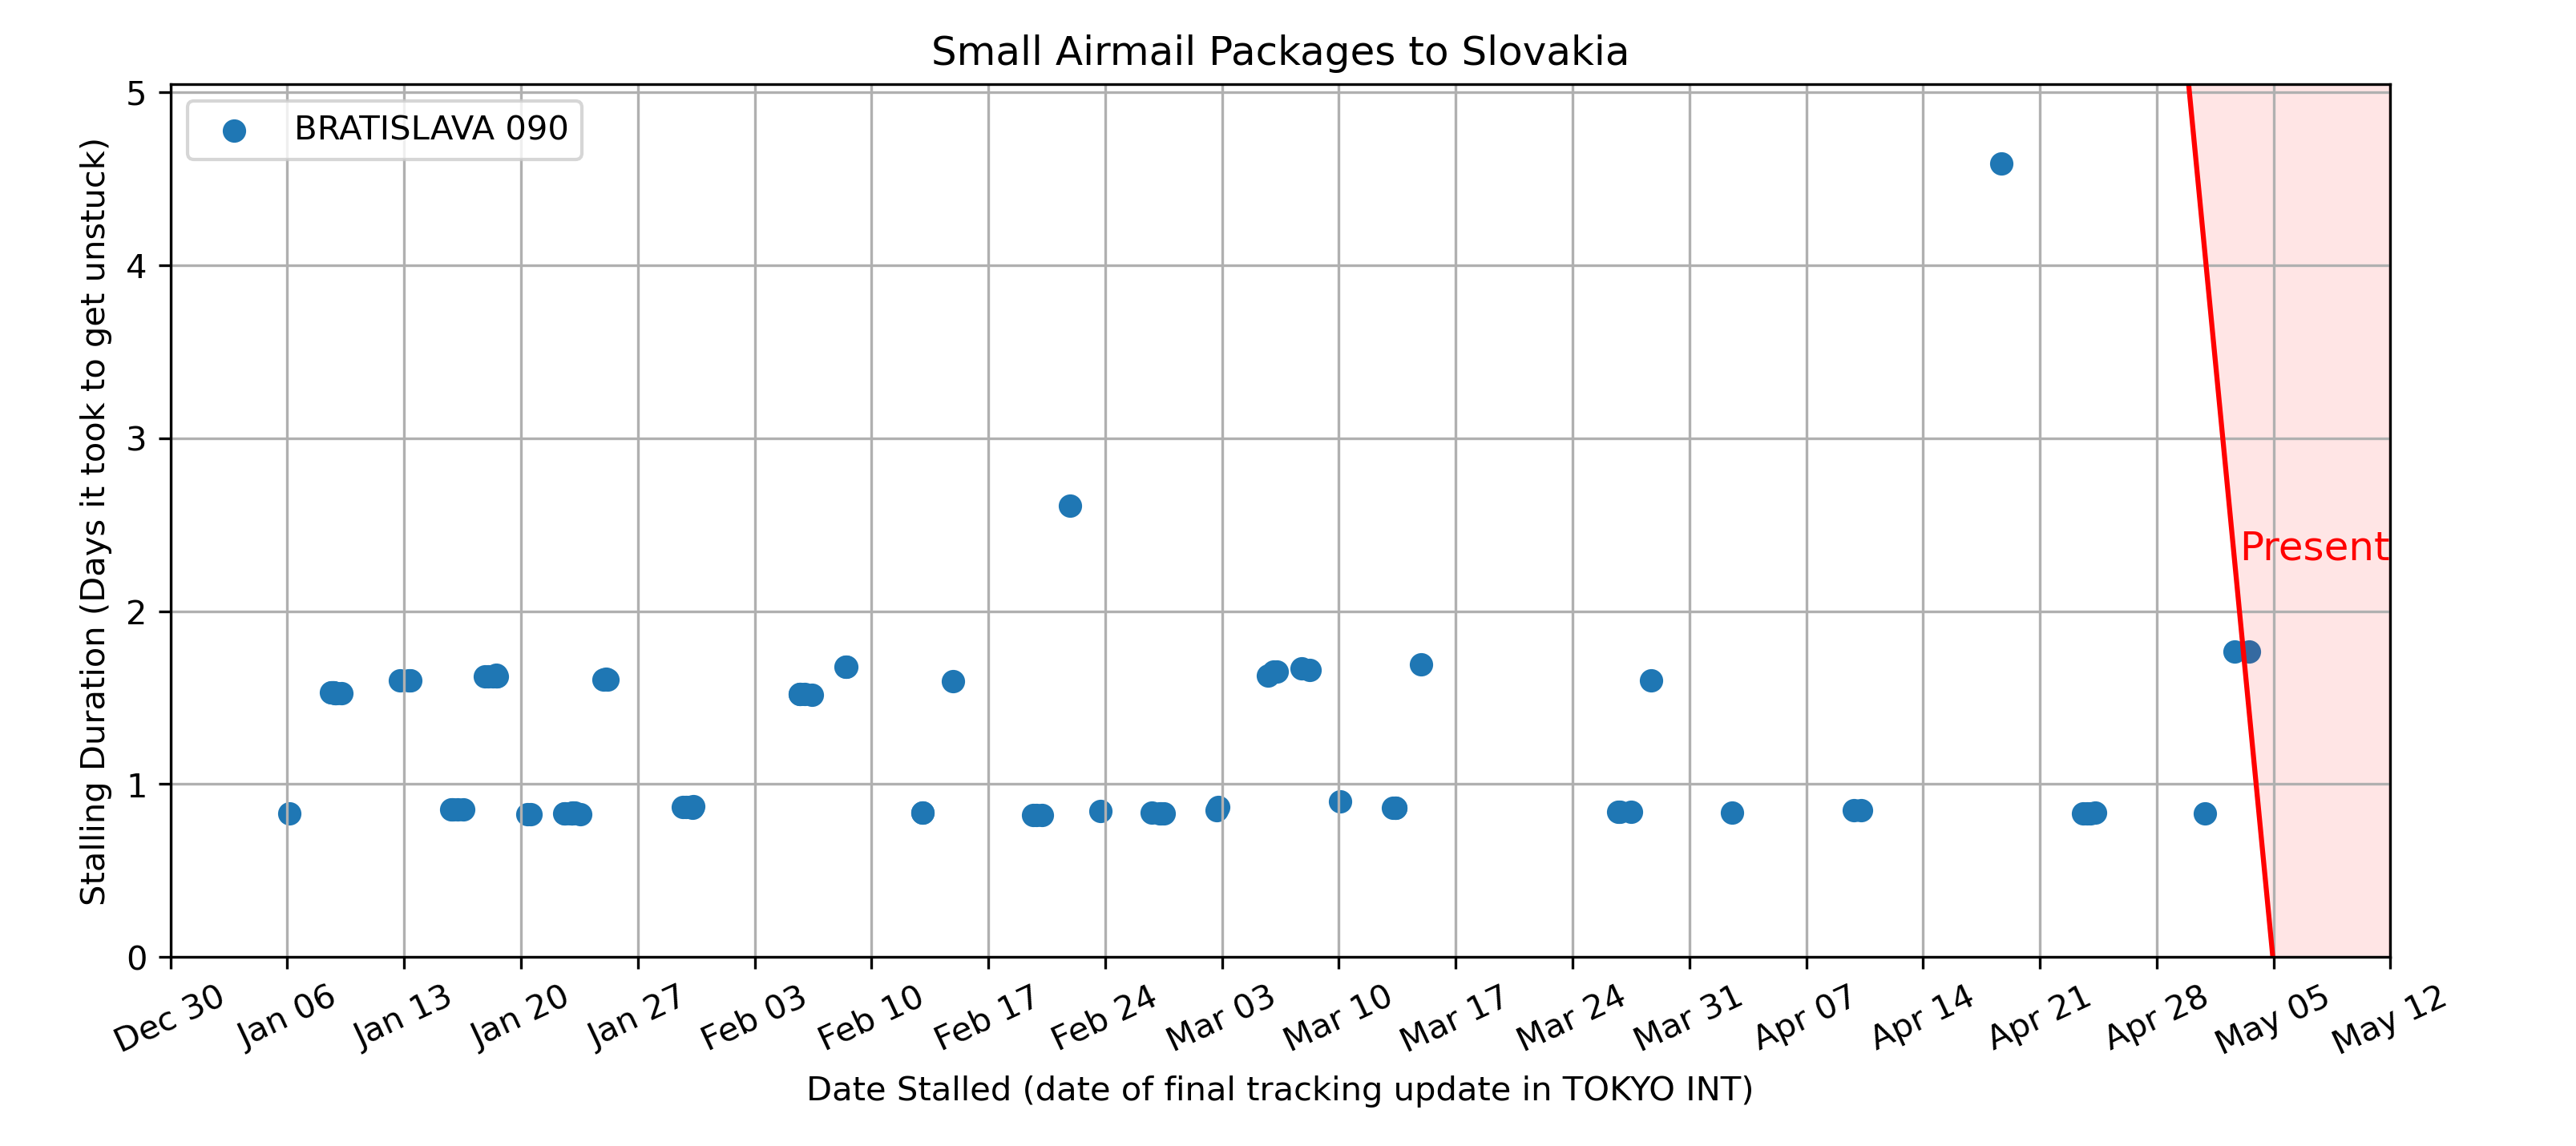 Small Airmail Packages to Slovakia
BRATISLAVA 090
Stalling Duration (Days it took to get unstuck)
5
4
3
2
1
0
Present
Dec 30
Jan 06
Jan 13
Jan 20
Jan 27
Feb 03
Feb 10
Feb 17
Feb 24
Mar 03
Mar 10
Mar 17
Mar 24
Mar 31
Apr 07
Apr 14
Apr 21
Apr 28
May 05
May 12
Date Stalled (date of final tracking update in TOKYO INT)